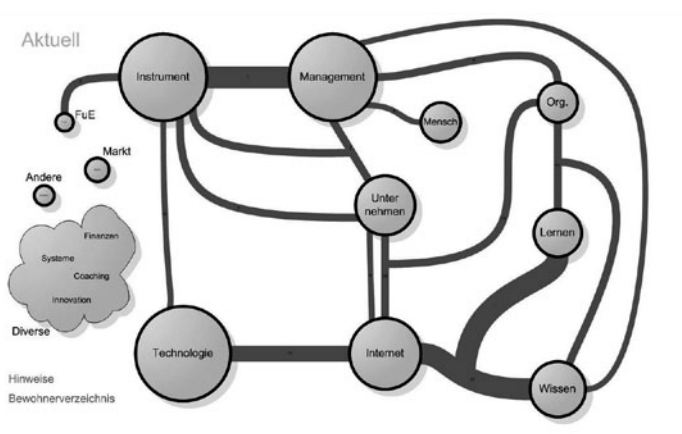 Aktuell
Instrument
Management
FuE
Org.
Mensch
Markt
Andere
Unter
nehmen
Finanzen
Systeme
Coaching
Innovation
Lernen
Diverse
Technologie
Internet
Wissen
Hinweise
Bewohnerverzeichnis